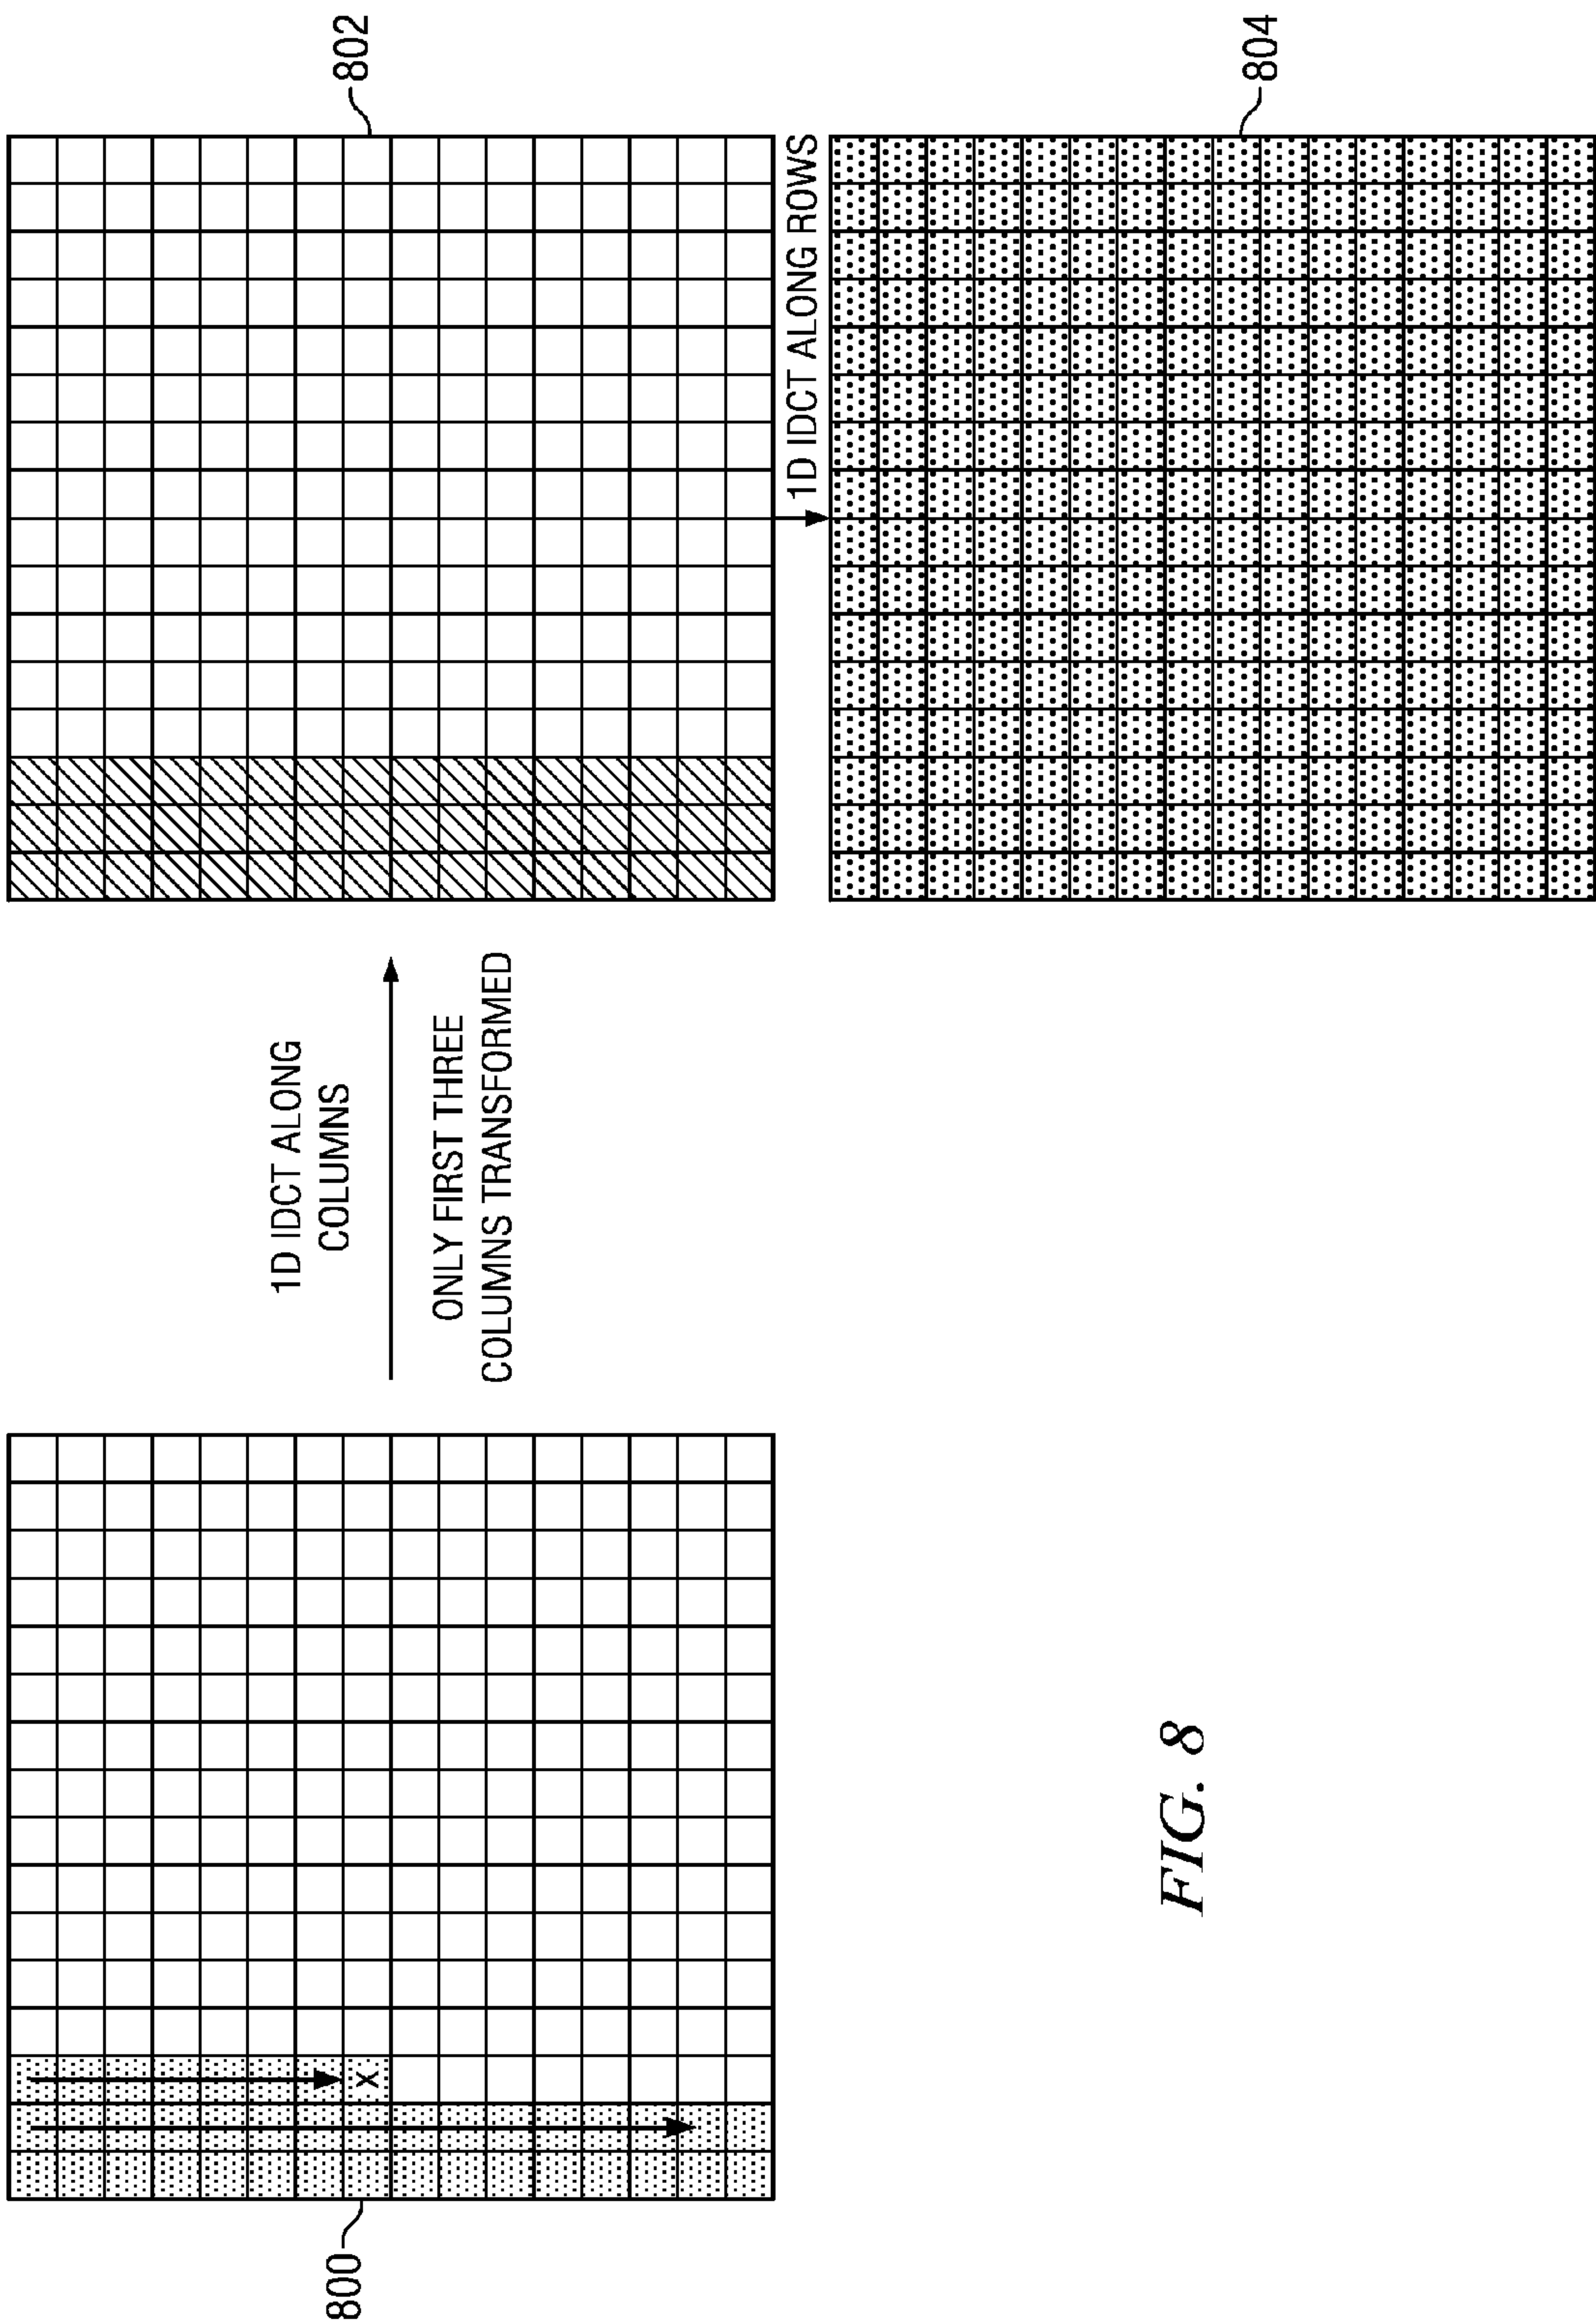 800
x
1D IDCT ALONG
COLUMNS
ONLY FIRST THREE
COLUMNS TRANSFORMED
802
1D IDCT ALONG ROWS
804
FIG. 8